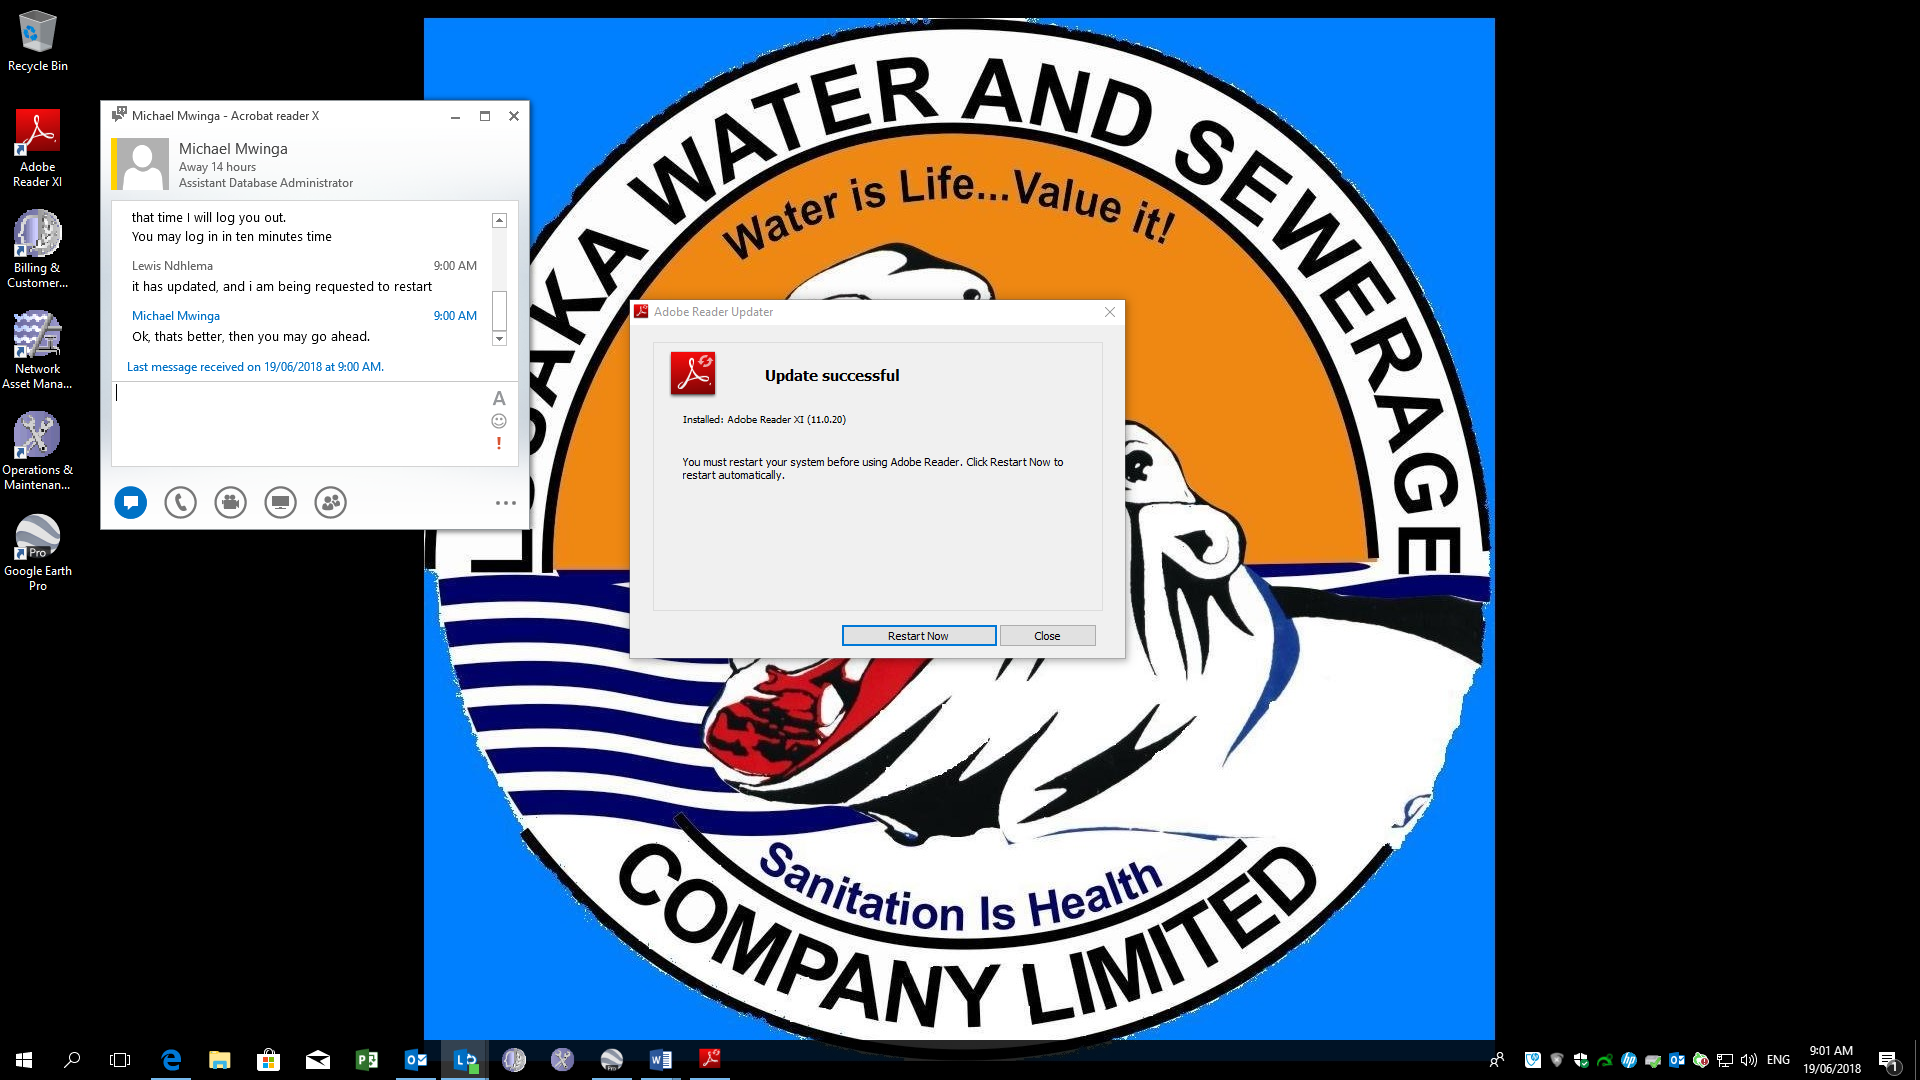 Recycle Bin
Adobe
Reader XI
Billing &
Customer...
Network
Asset Mana...
Operations &
Maintenan...
Pro
Google Earth
Pro
Michael Mwinga - Acrobat reader X
Michael Mwinga
Away 14 hours
Assistant Database Administrator
that time I will log you out.
You may log in in ten minutes time
Lewis Ndhlema 9:00 AM
it has updated, and i am being requested to restart
Michael Mwinga 9:00 AM
Ok, thats better, then you may go ahead.
Last message received on 19/06/2018 at 9:00 AM.
A
!
SAKA WATER AND SEWERAGE
Water is Life...Value it!
Adobe Reader Updater
Update successful
Installed: Adobe Reader XI (11.0.20)
You must restart your system before using Adobe Reader. Click Restart Now to
restart automatically.
Restart Now Close
Sanitation Is Health
COMPANY LIMITED
ENG
9:01 AM
19/06/2018
1